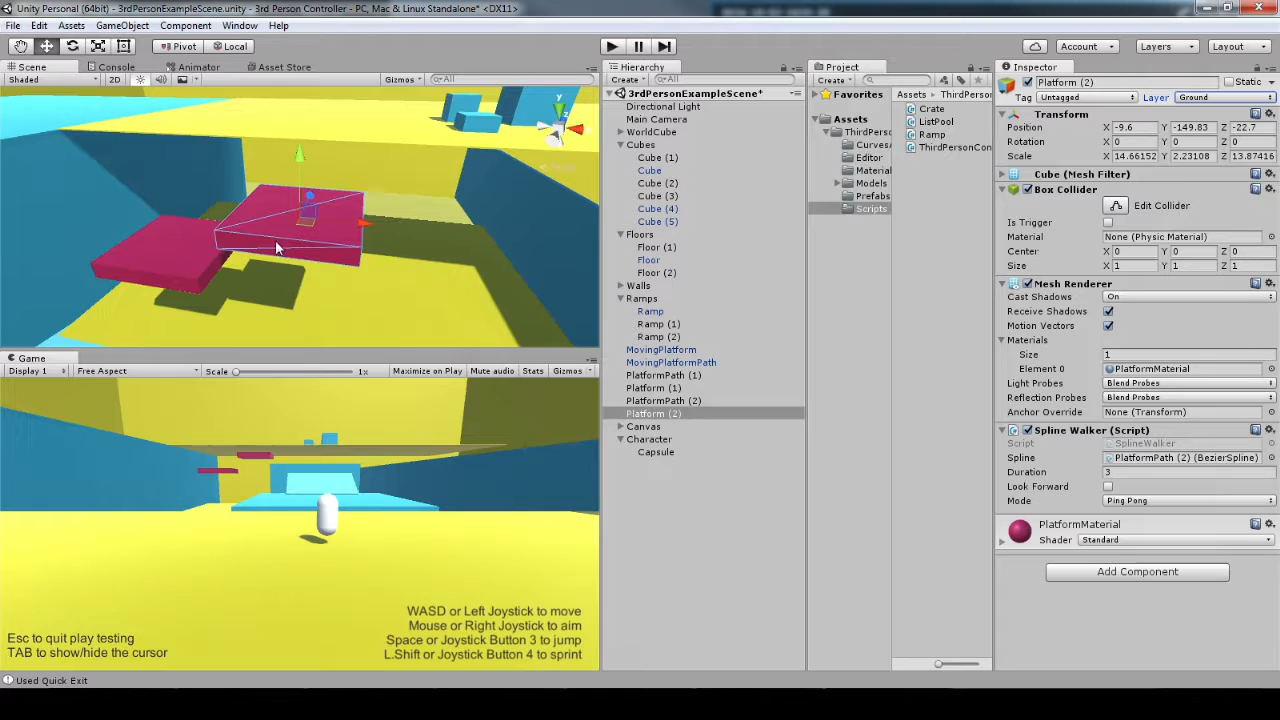 Unity Personal (64bit) - 3rdPersonExampleScene.unity - 3rd Person Controller - PC, Mac & Linux Standalone* <DX11>
File Edit Assets GameObject Component Window Help
Pivot Local Account Layers Layout
Scene Console Animator Asset Store
Shaded 2D Gizmos All
y
Hierarchy
Create All
3rdPersonExampleScene*
Directional Light
Main Camera
WorldCube
Cubes
Cube (1)
Cube
Cube (2)
Cube (3)
Cube (4)
Cube (5)
Floors
Floor (1)
Floor
Floor (2)
Walls
Ramps
Ramp
Ramp (1)
Ramp (2)
MovingPlatform
MovingPlatformPath
PlatformPath (1)
Platform (1)
PlatformPath (2)
Platform (2)
Canvas
Character
Capsule
Project
Create
Favorites
Assets
ThirdPerso
Curves
Editor
Material
Models
Prefabs
Scripts
Assets ThirdPerson
Crate
ListPool
Ramp
ThirdPersonCon
Inspector
Platform (2) Static
Tag Untagged Layer Ground
Transform
Position X -9.6 Y -149.83 Z -22.7
Rotation X 0 Y 0 Z 0
Scale X 14.66152 Y 2.23108 Z 13.87416
Cube (Mesh Filter)
Box Collider
Edit Collider
Is Trigger
Material None (Physic Material)
Center X 0 Y 0 Z 0
Size X 1 Y 1 Z 1
Mesh Renderer
Cast Shadows On
Receive Shadows
Motion Vectors
Materials
Size 1
Element 0 PlatformMaterial
Light Probes Blend Probes
Reflection Probes Blend Probes
Anchor Override None (Transform)
Spline Walker (Script)
Script SplineWalker
Spline PlatformPath (2) (BezierSpline)
Duration 3
Look Forward
Mode Ping Pong
PlatformMaterial
Shader Standard
Add Component
Game
Display 1 Free Aspect Scale 1x Maximize on Play Mute audio Stats Gizmos
WASD or Left Joystick to move
Mouse or Right Joystick to aim
Space or Joystick Button 3 to jump
L.Shift or Joystick Button 4 to sprint
Esc to quit play testing
TAB to show/hide the cursor
Used Quick Exit